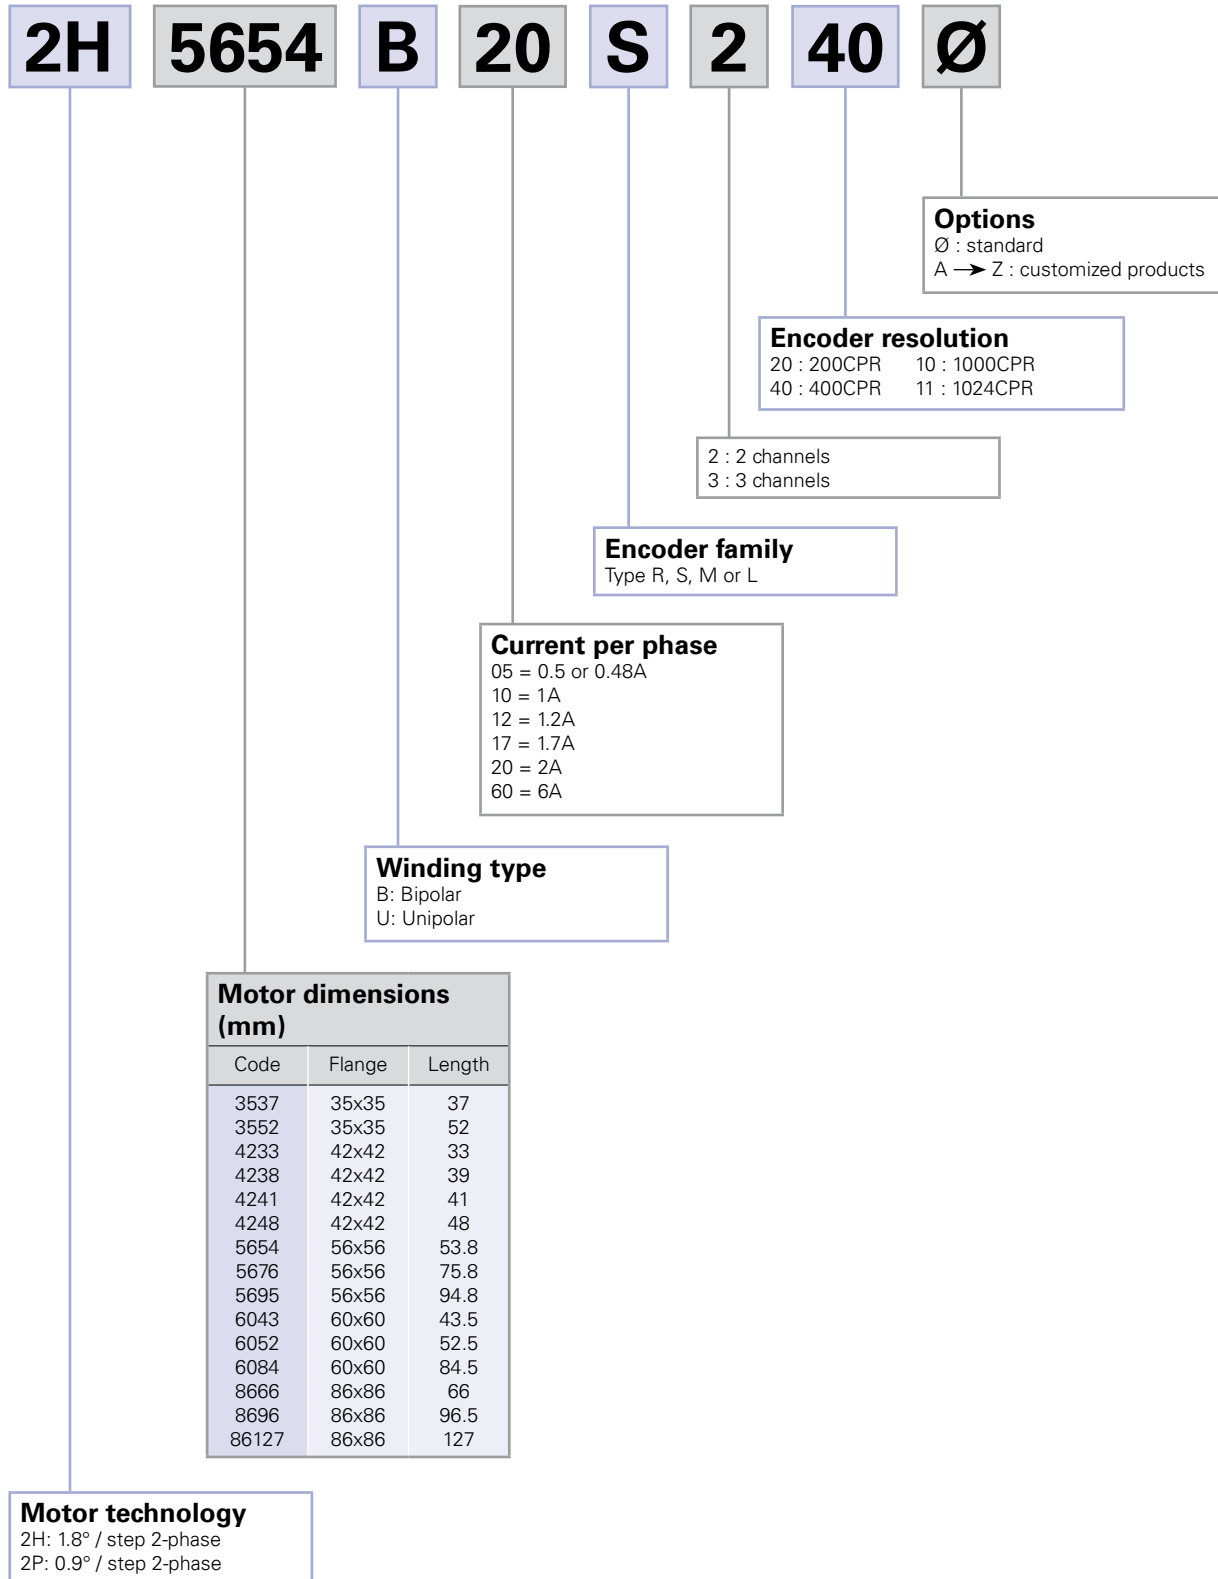 2H 5654 B 20 S 2 40 Ø
Options
Ø : standard
A → Z : customized products
Encoder resolution
20 : 200CPR 10 : 1000CPR
40 : 400CPR 11 : 1024CPR
2 : 2 channels
3 : 3 channels
Encoder family
Type R, S, M or L
Current per phase
05 = 0.5 or 0.48A
10 = 1A
12 = 1.2A
17 = 1.7A
20 = 2A
60 = 6A
Winding type
B: Bipolar
U: Unipolar
Motor dimensions
(mm)
Code Flange Length
3537 35x35 37
3552 35x35 52
4233 42x42 33
4238 42x42 39
4241 42x42 41
4248 42x42 48
5654 56x56 53.8
5676 56x56 75.8
5695 56x56 94.8
6043 60x60 43.5
6052 60x60 52.5
6084 60x60 84.5
8666 86x86 66
8696 86x86 96.5
86127 86x86 127
Motor technology
2H: 1.8° / step 2-phase
2P: 0.9° / step 2-phase